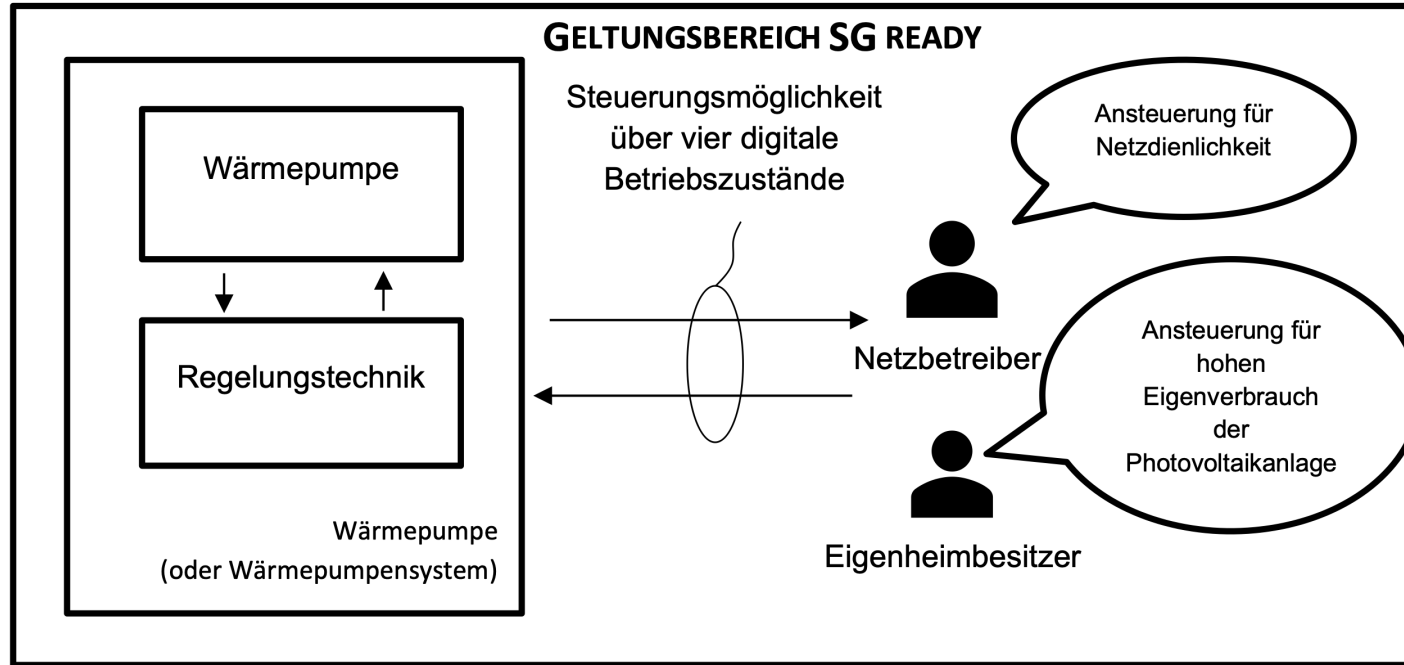 GELTUNGSBEREICH SG READY
Steuerungsmöglichkeit
über vier digitale
Betriebszustände
Wärmepumpe
Regelungstechnik
Wärmepumpe
(oder Wärmepumpensystem)
Ansteuerung für
Netzdienlichkeit
Netzbetreiber
Ansteuerung für
hohen
Eigenverbrauch
der
Photovoltaikanlage
Eigenheimbesitzer